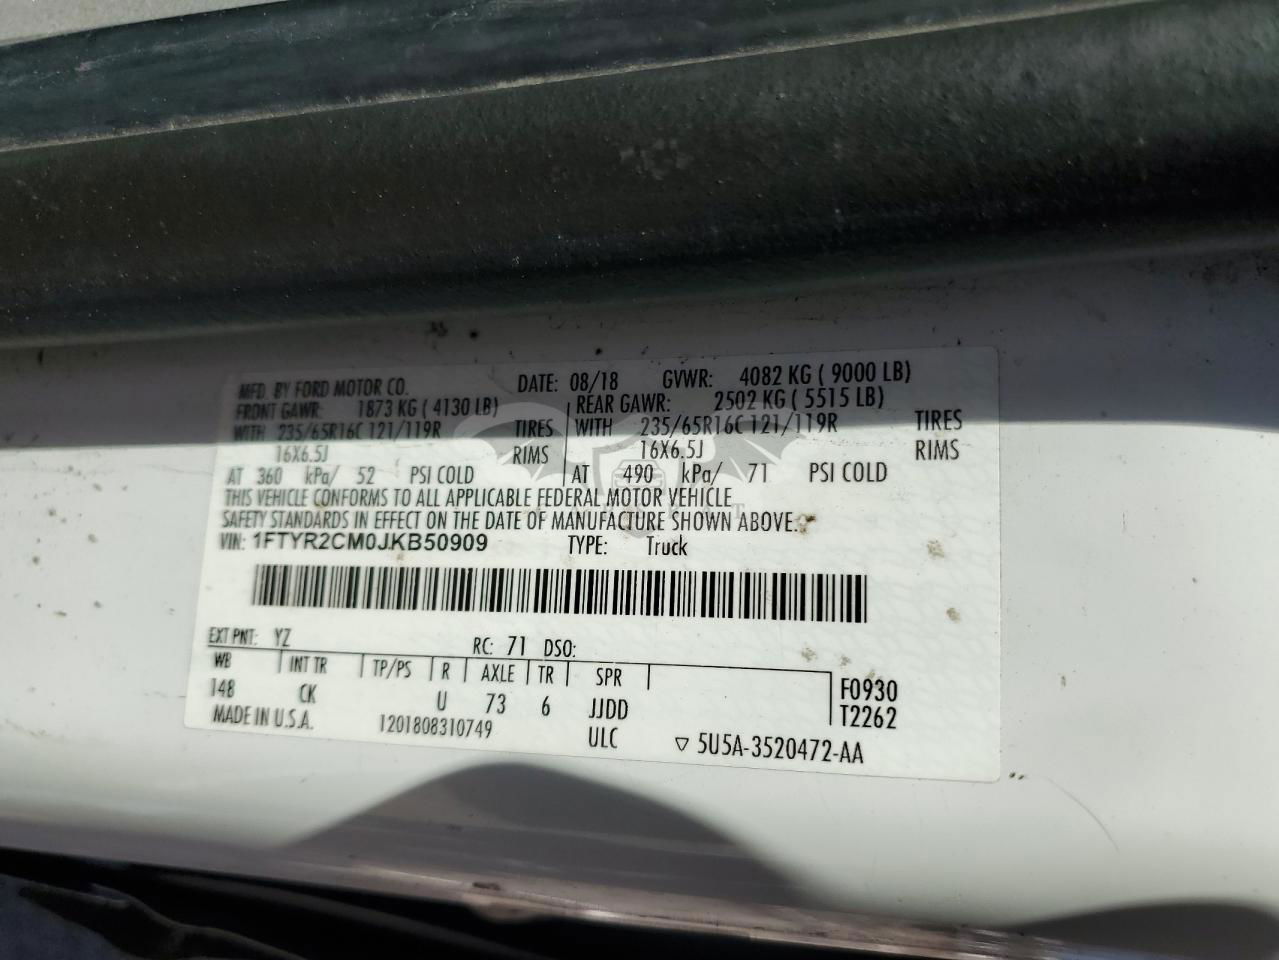 MFD. BY FORD MOTOR CO. DATE: 08/18 GVWR: 4082 KG ( 9000 LB)
FRONT GAWR: 1873 KG ( 4130 LB) REAR GAWR: 2502 KG ( 5515 LB)
WITH 235/65R16C 121/119R TIRES WITH 235/65R16C 121/119R TIRES
16X6.5J RIMS 16X6.5J RIMS
AT 360 kPa/ 52 PSI COLD AT 490 kPa/ 71 PSI COLD
THIS VEHICLE CONFORMS TO ALL APPLICABLE FEDERAL MOTOR VEHICLE
SAFETY STANDARDS IN EFFECT ON THE DATE OF MANUFACTURE SHOWN ABOVE.
VIN: 1FTYR2CM0JKB50909 TYPE: Truck
EXT PNT: YZ RC: 71 DSO:
WB INT TR TP/PS R AXLE TR SPR
148 CK U 73 6 JJDD
F0930
T2262
MADE IN U.S.A. 1201808310749 ULC ▽ 5U5A-3520472-AA